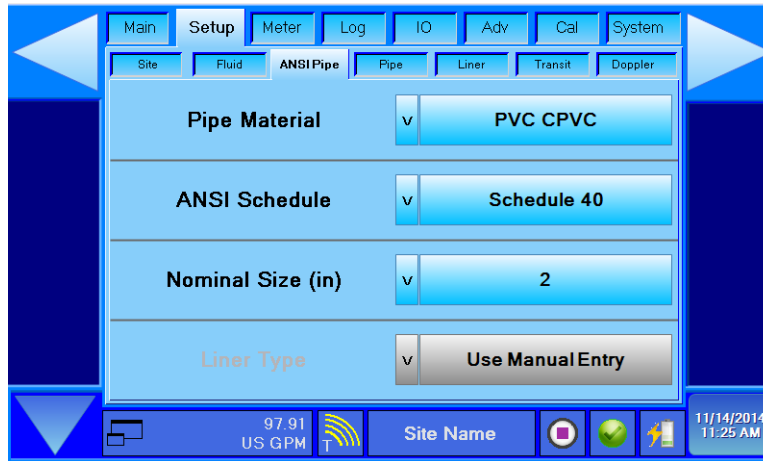 Main Setup Meter Log IO Adv Cal System
Site Fluid ANSI Pipe Pipe Liner Transit Doppler
Pipe Material v PVC CPVC
ANSI Schedule v Schedule 40
Nominal Size (in) v 2
Liner Type v Use Manual Entry
97.91
US GPM T Site Name
11/14/2014
11:25 AM